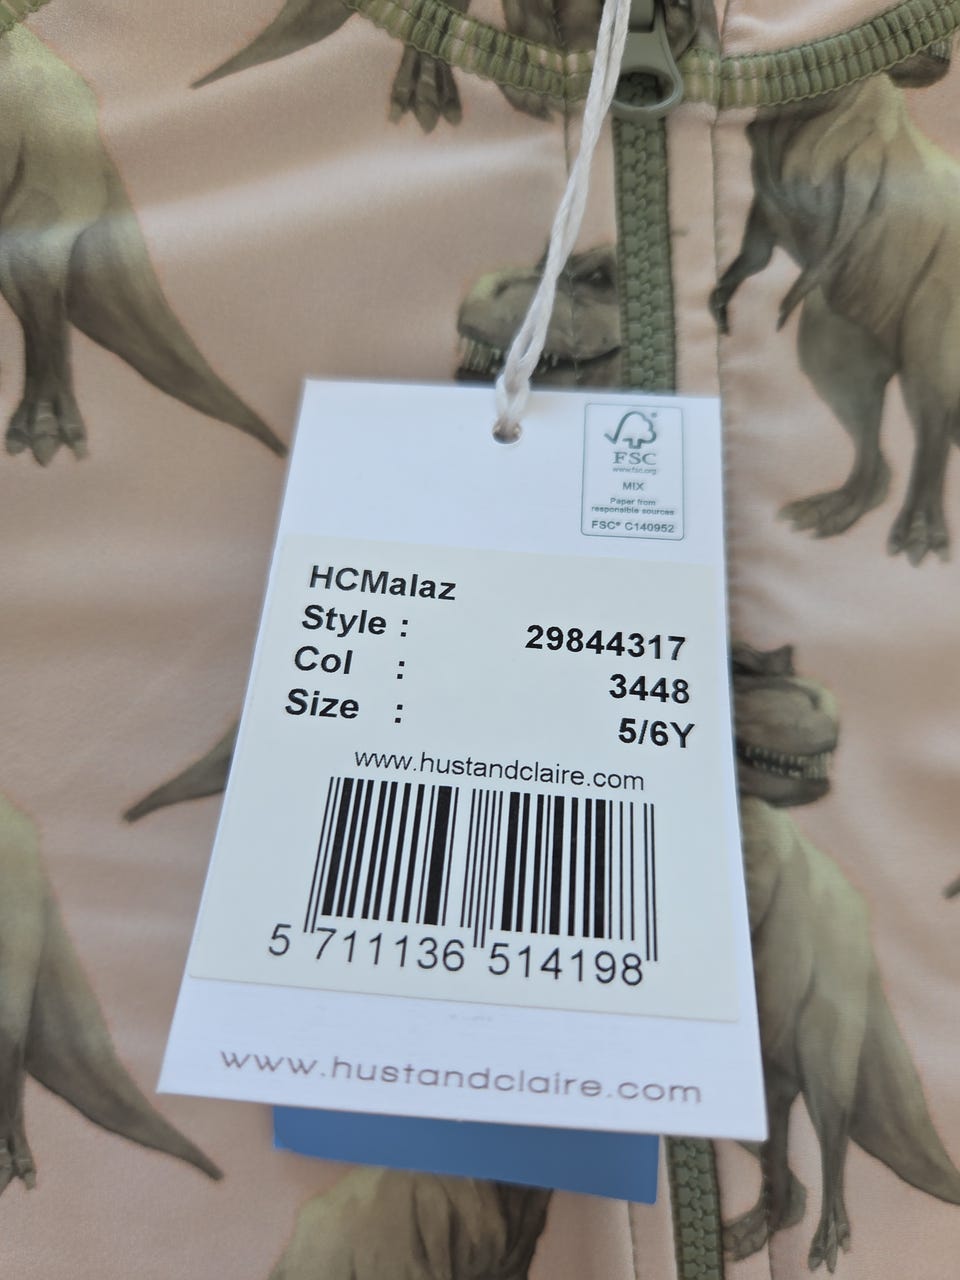 FSC
www.fsc.org
MIX
Paper from
responsible sources
FSC® C140952
HCMalaz
Style : 29844317
Col : 3448
Size : 5/6Y
www.hustandclaire.com
5 711136 514198
www.hustandclaire.com